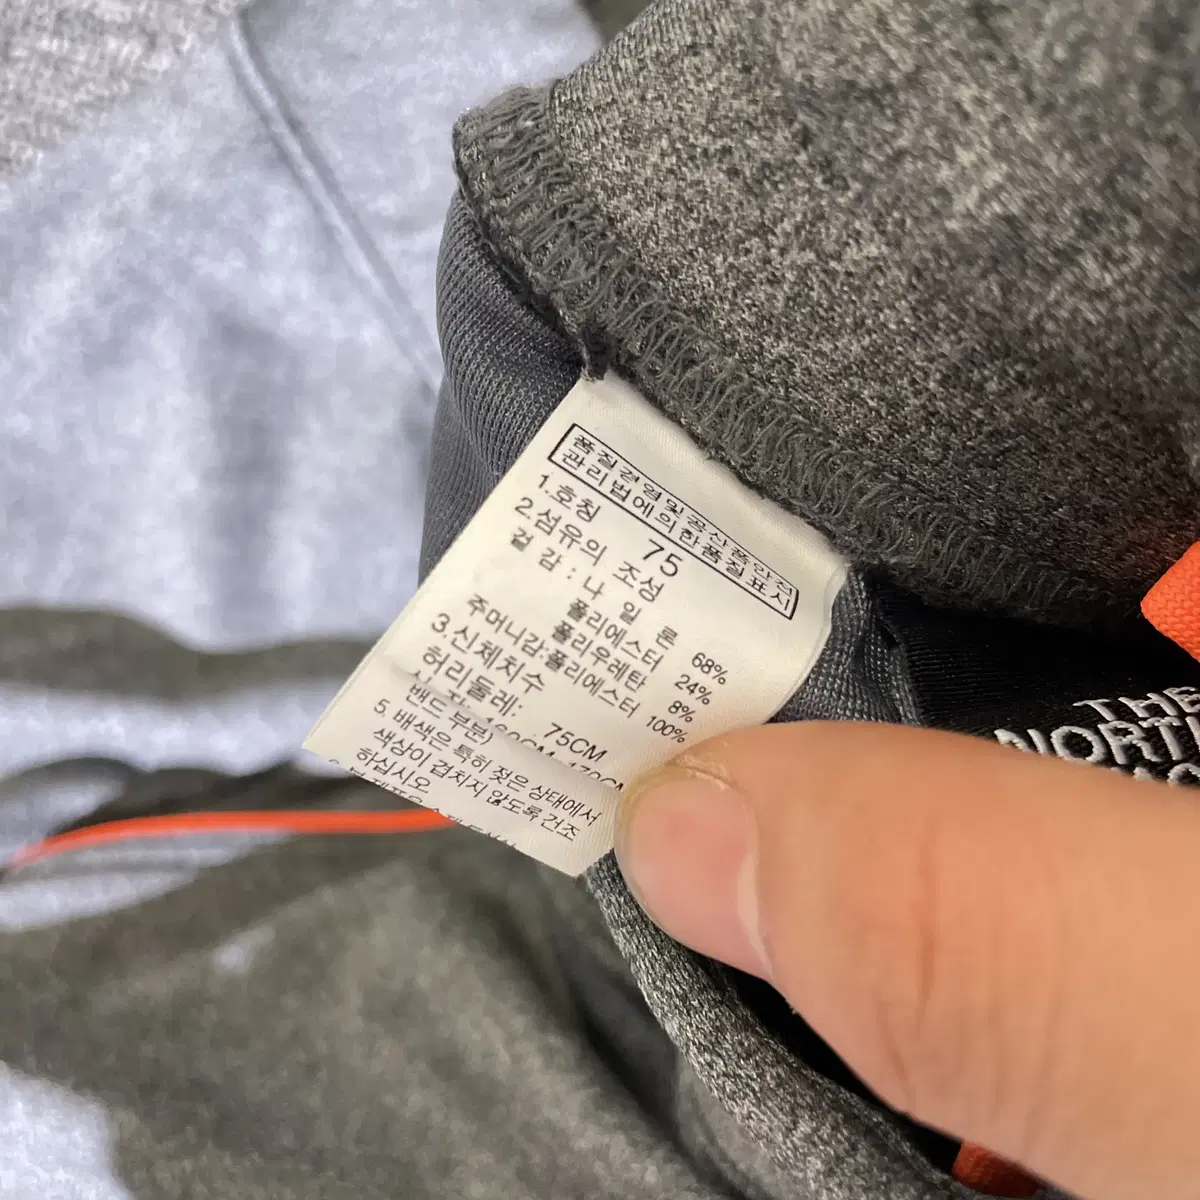 품질경영및공산품안전
관리법에의한품질표시
1.호칭 75
2.섬유의 조성
겉감: 나 일 론 68%
폴리에스터 24%
폴리우레탄 8%
주머니감:폴리에스터 100%
3.신체치수
허리둘레: 75CM
밴드 부분)
5. 배색은 특히 젖은 상태에서
색상이 겹치지 않도록 건조
하십시오
THE
NORT